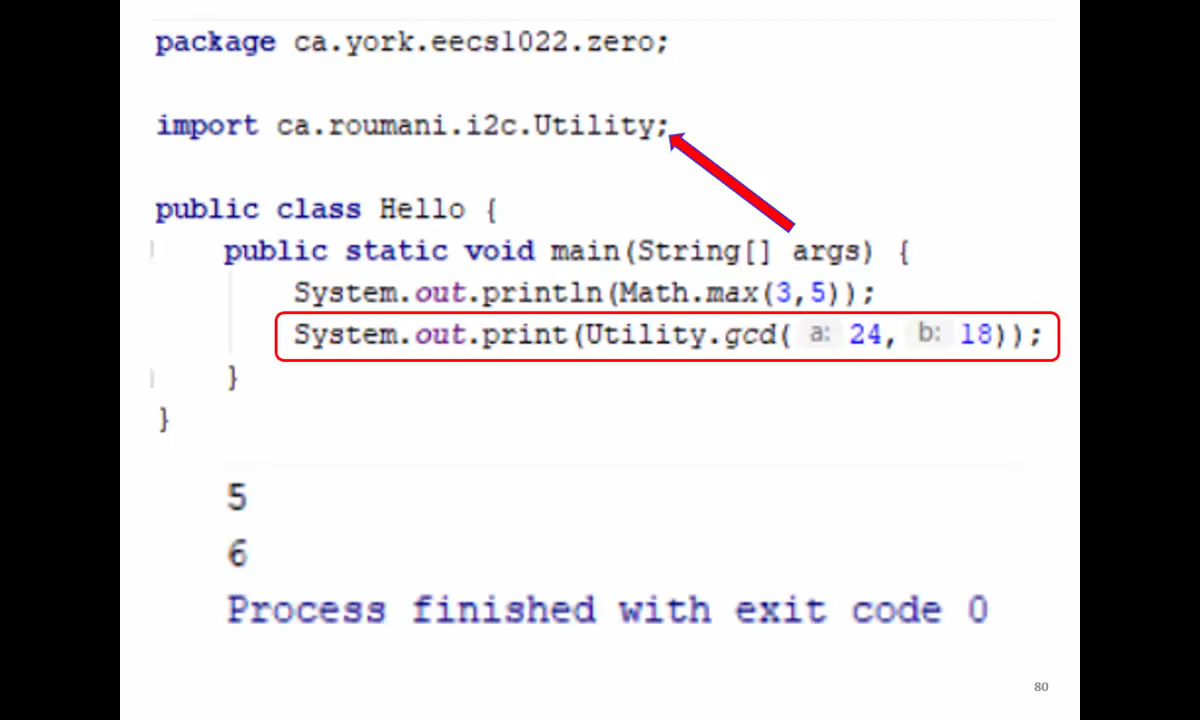 package ca.york.eecs1022.zero;
import ca.roumani.i2c.Utility;
public class Hello {
public static void main(String[] args) {
System.out.println(Math.max(3,5));
System.out.print(Utility.gcd( a: 24, b: 18));
}
}
5
6
Process finished with exit code 0
80